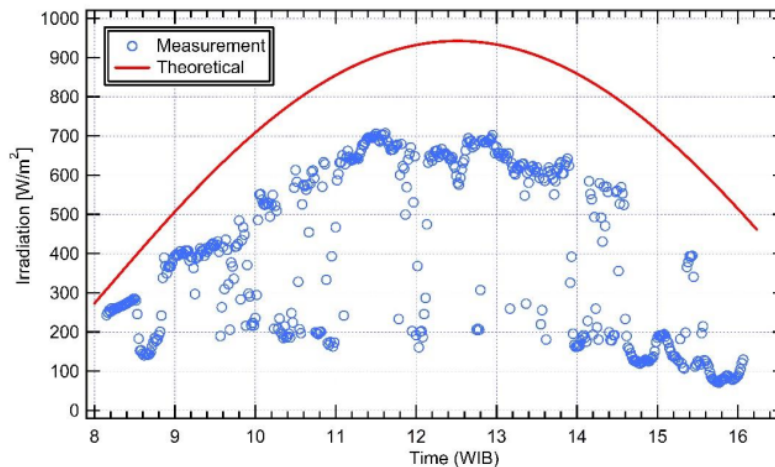 1000
900
800
700
600
500
400
300
200
100
0
Irradiation [W/m²]
Measurement
Theoretical
8 9 10 11 12 13 14 15 16
Time (WIB)